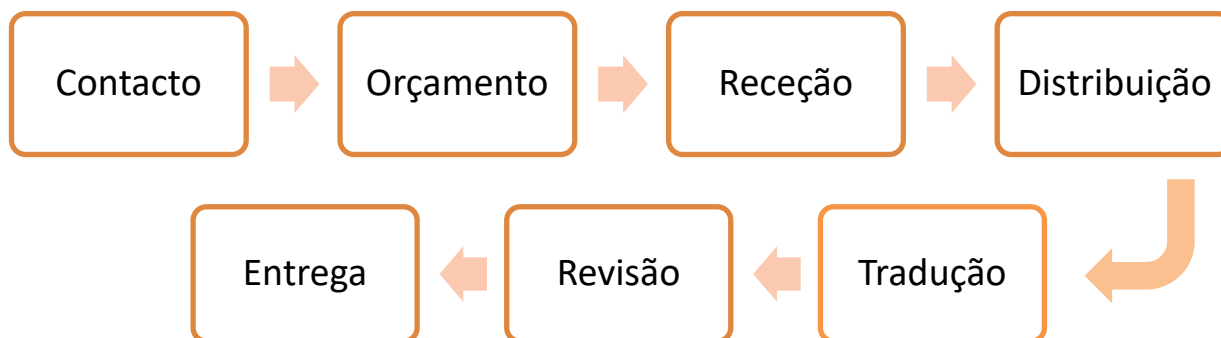 Contacto
Orçamento
Receção
Distribuição
Tradução
Revisão
Entrega